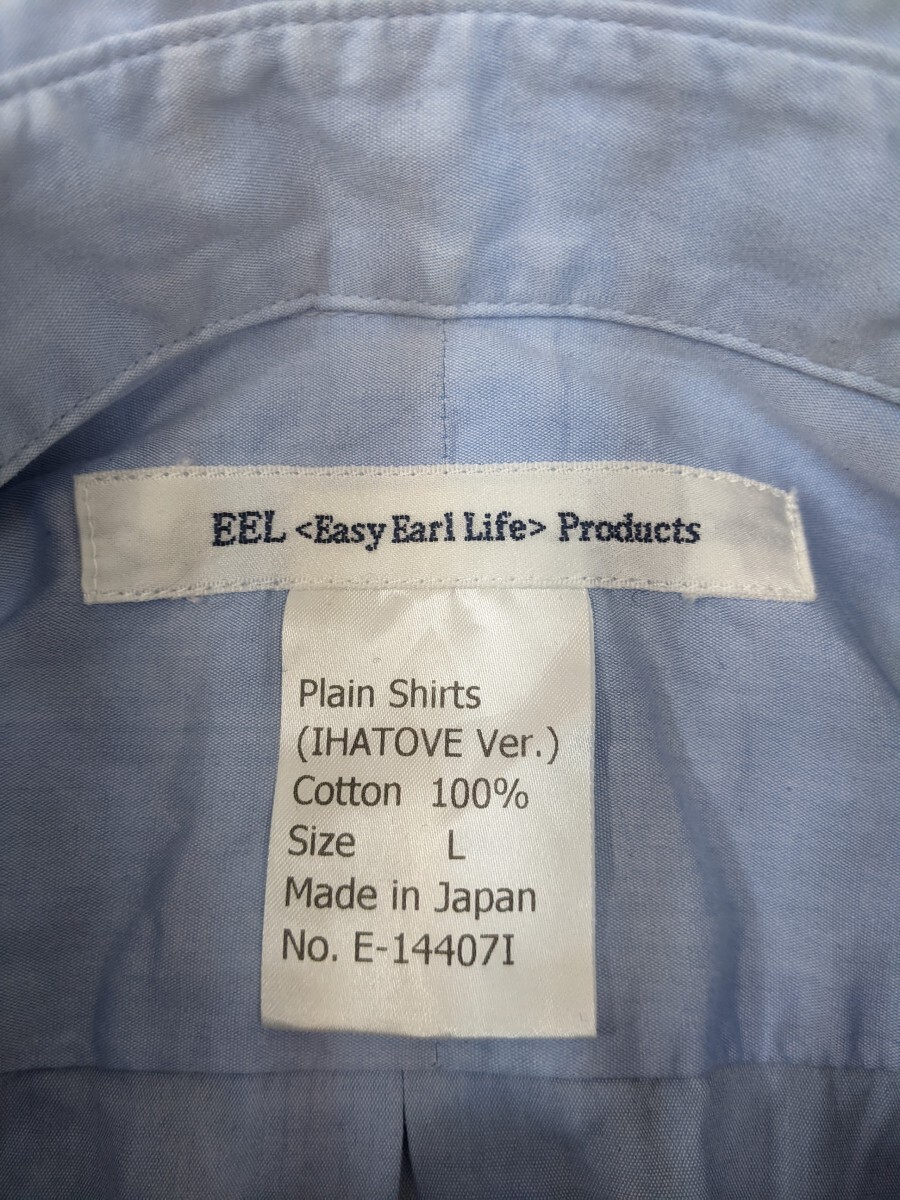 EEL <Easy Earl Life> Products
Plain Shirts
(IHATOVE Ver.)
Cotton 100%
Size L
Made in Japan
No. E-14407I